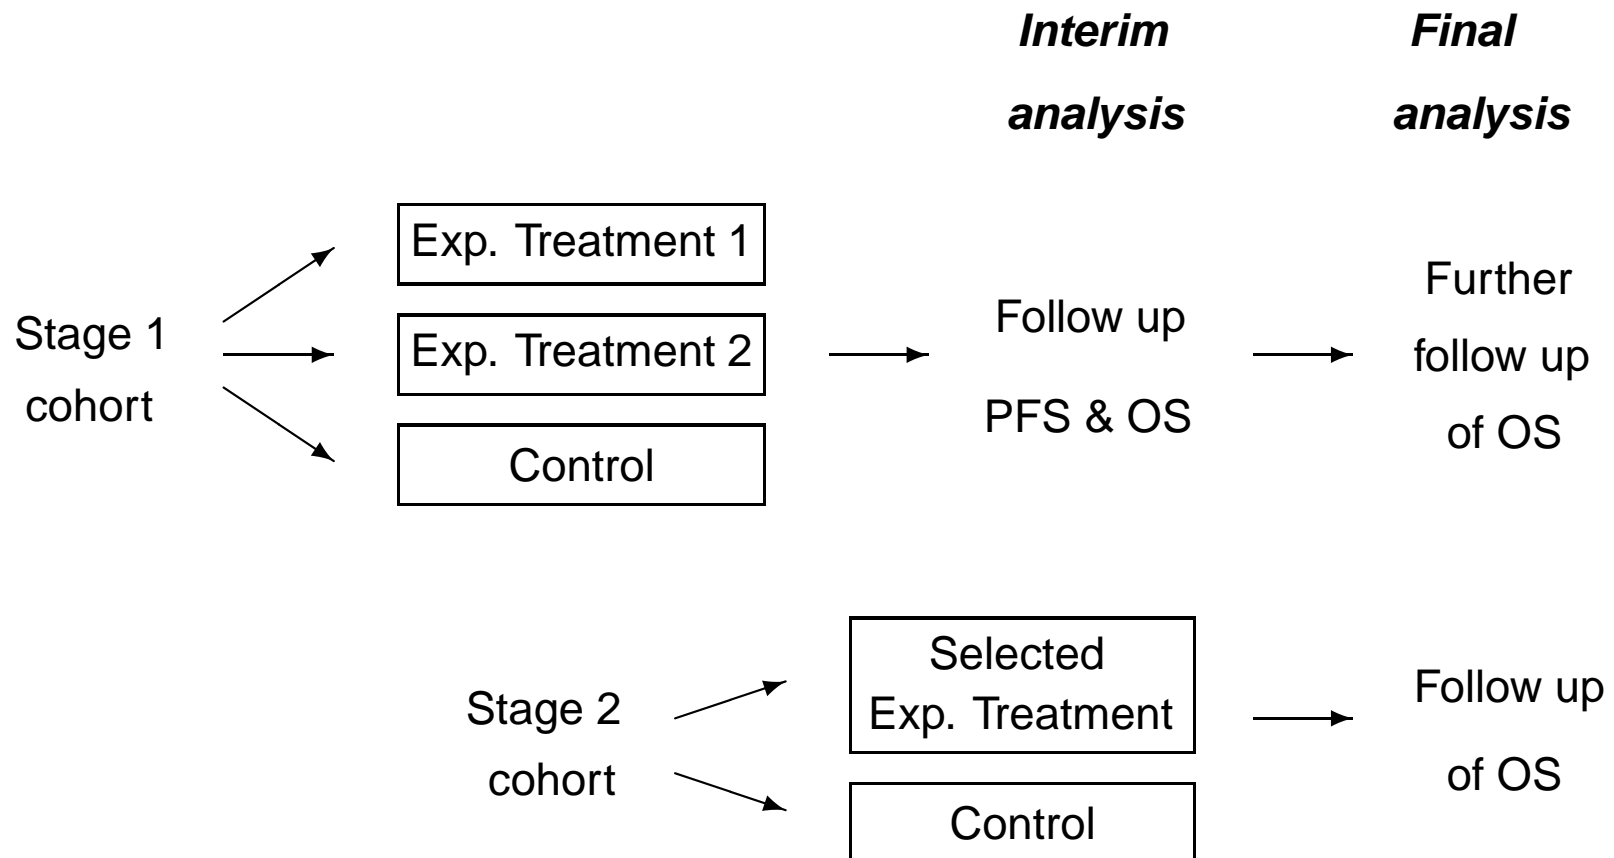 Interim
analysis
Final
analysis
Stage 1
cohort
Exp. Treatment 1
Exp. Treatment 2
Control
Follow up
PFS & OS
Further
follow up
of OS
Stage 2
cohort
Selected
Exp. Treatment
Control
Follow up
of OS